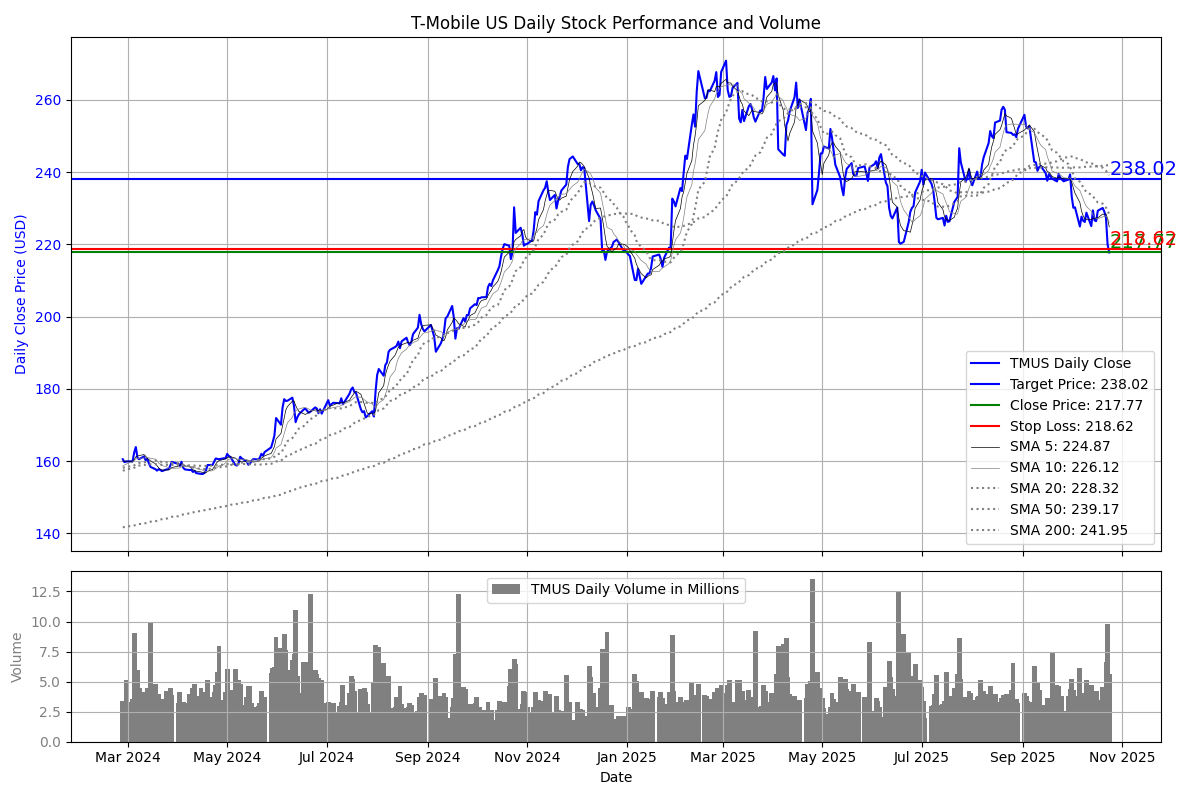 T-Mobile US Daily Stock Performance and Volume
Daily Close Price (USD)
260
240
220
200
180
160
140
238.02
218.62
217.77
TMUS Daily Close
Target Price: 238.02
Close Price: 217.77
Stop Loss: 218.62
SMA 5: 224.87
SMA 10: 226.12
SMA 20: 228.32
SMA 50: 239.17
SMA 200: 241.95
Volume
12.5
10.0
7.5
5.0
2.5
0.0
TMUS Daily Volume in Millions
Mar 2024 May 2024 Jul 2024 Sep 2024 Nov 2024 Jan 2025 Mar 2025 May 2025 Jul 2025 Sep 2025 Nov 2025
Date